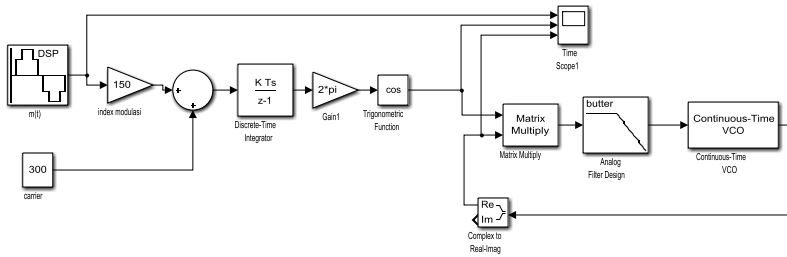 DSP
m(t)
150
index modulasi
+
+
K Ts
z-1
Discrete-Time
Integrator
2*pi
Gain1
cos
Trigonometric
Function
Time
Scope1
Matrix
Multiply
Matrix Multiply
butter
Analog
Filter Design
Continuous-Time
VCO
Continuous-Time
VCO
300
carrier
Re
Im
Complex to
Real-Imag